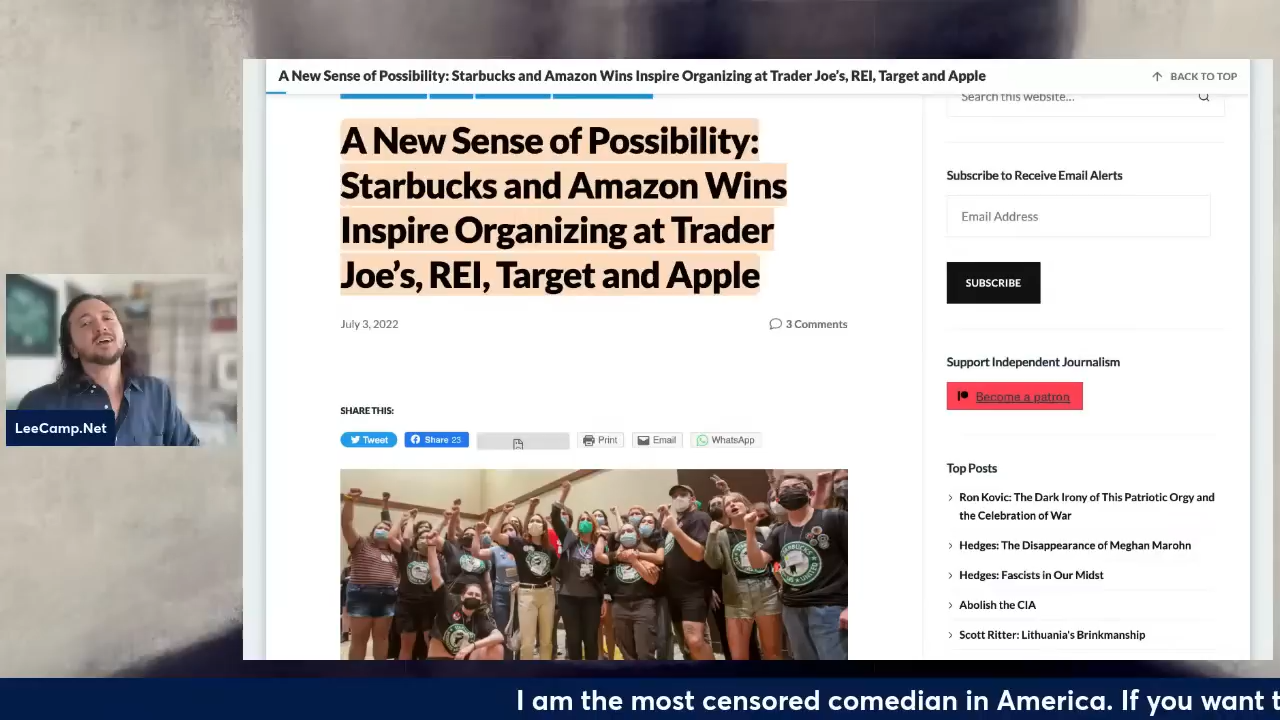 A New Sense of Possibility: Starbucks and Amazon Wins Inspire Organizing at Trader Joe's, REI, Target and Apple
BACK TO TOP
Search this website...
A New Sense of Possibility:
Starbucks and Amazon Wins
Inspire Organizing at Trader
Joe's, REI, Target and Apple
July 3, 2022
3 Comments
SHARE THIS:
Tweet
Share 23
Print
Email
WhatsApp
Subscribe to Receive Email Alerts
Email Address
SUBSCRIBE
Support Independent Journalism
Become a patron
Top Posts
Ron Kovic: The Dark Irony of This Patriotic Orgy and
the Celebration of War
Hedges: The Disappearance of Meghan Marohn
Hedges: Fascists in Our Midst
Abolish the CIA
Scott Ritter: Lithuania's Brinkmanship
LeeCamp.Net
I am the most censored comedian in America. If you want t